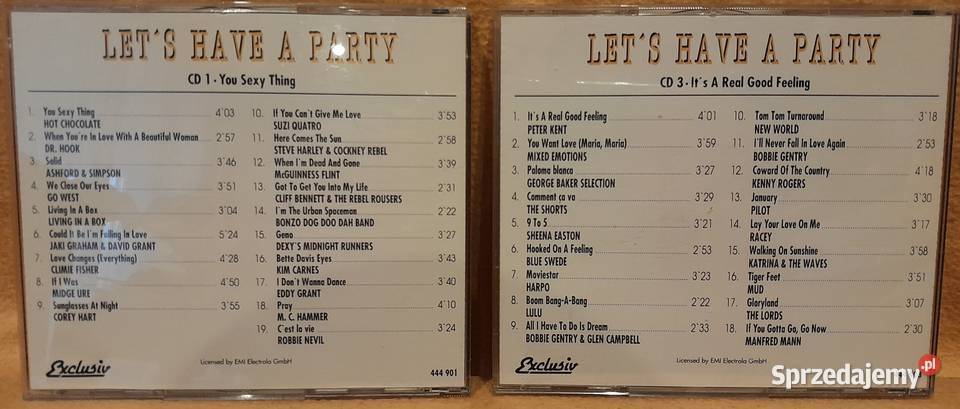 LET'S HAVE A PARTY
CD 1 - You Sexy Thing
1. You Sexy Thing 4'03
HOT CHOCOLATE
2. When You're In Love With A Beautiful Woman 2'57
DR. HOOK
3. Solid 3'46
ASHFORD & SIMPSON
4. We Close Our Eyes 3'51
GO WEST
5. Living In A Box 3'04
LIVING IN A BOX
6. Could It Be I'm Falling In Love 5'24
JAKI GRAHAM & DAVID GRANT
7. Love Changes (Everything) 4'28
CLIMIE FISHER
8. If I Was 4'50
MIDGE URE
9. Sunglasses At Night 3'55
COREY HART
10. If You Can't Give Me Love 3'53
SUZI QUATRO
11. Here Comes The Sun 2'58
STEVE HARLEY & COCKNEY REBEL
12. When I'm Dead And Gone 3'39
McGUINNESS FLINT
13. Got To Get You Into My Life 2'31
CLIFF BENNETT & THE REBEL ROUSERS
14. I'm The Urban Spaceman 2'22
BONZO DOG DOO DAH BAND
15. Geno 3'27
DEXY'S MIDNIGHT RUNNERS
16. Bette Davis Eyes 3'43
KIM CARNES
17. I Don't Wanna Dance 3'40
EDDY GRANT
18. Pray 4'10
M. C. HAMMER
19. C'est la vie 3'24
ROBBIE NEVIL
Exclusiv
Licensed by EMI Electrola GmbH
444 901
LET'S HAVE A PARTY
CD 3 - It's A Real Good Feeling
1. It's A Real Good Feeling 4'01
PETER KENT
2. You Want Love (Maria, Maria) 3'59
MIXED EMOTIONS
3. Paloma blanca 3'27
GEORGE BAKER SELECTION
4. Comment ça va 3'29
THE SHORTS
5. 9 To 5 3'21
SHEENA EASTON
6. Hooked On A Feeling 2'53
BLUE SWEDE
7. Moviestar 3'23
HARPO
8. Boom Bang-A-Bang 2'22
LULU
9. All I Have To Do Is Dream 2'33
BOBBIE GENTRY & GLEN CAMPBELL
10. Tom Tom Turnaround 3'18
NEW WORLD
11. I'll Never Fall In Love Again 2'53
BOBBIE GENTRY
12. Coward Of The Country 4'18
KENNY ROGERS
13. January 3'30
PILOT
14. Lay Your Love On Me 3'17
RACEY
15. Walking On Sunshine 3'58
KATRINA & THE WAVES
16. Tiger Feet 3'51
MUD
17. Gloryland 3'07
THE LORDS
18. If You Gotta Go, Go Now 2'30
MANFRED MANN
Exclusiv
Licensed by EMI Electrola GmbH
Sprzedajemy.pl